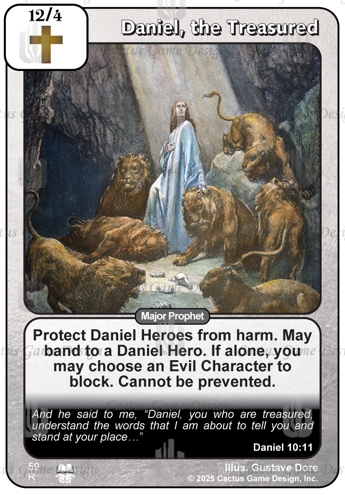 12/4
Daniel, the Treasured
Major Prophet
Protect Daniel Heroes from harm. May
band to a Daniel Hero. If alone, you
may choose an Evil Character to
block. Cannot be prevented.
And he said to me, “Daniel, you who are treasured,
understand the words that I am about to tell you and
stand at your place…”
Daniel 10:11
59
R
Illus. Gustave Dore
© 2025 Cactus Game Design, Inc.